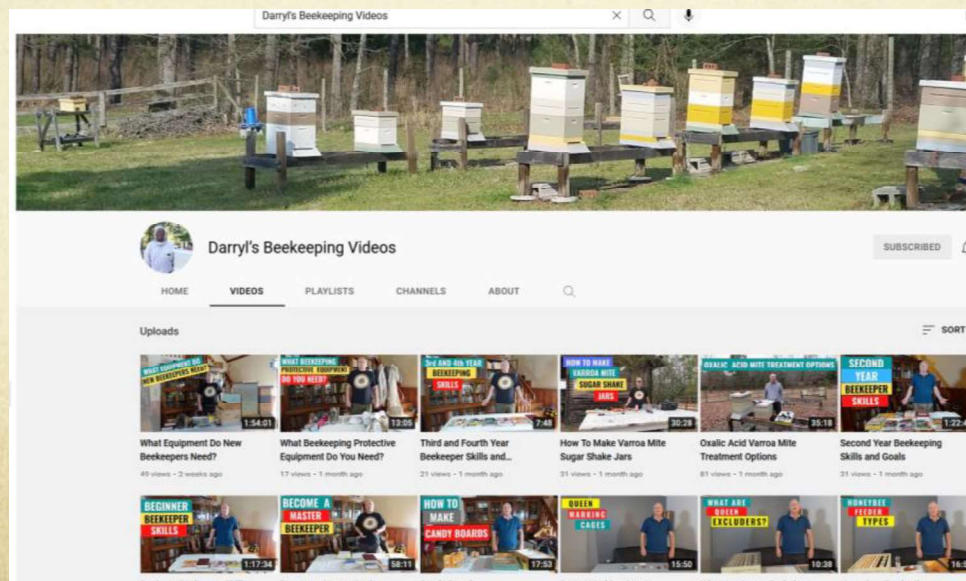 Darryl's Beekeeping Videos
Darryl's Beekeeping Videos
SUBSCRIBED
HOME VIDEOS PLAYLISTS CHANNELS ABOUT
Uploads
SORT
WHAT EQUIPMENT DO
NEW BEEKEEPERS NEED?
1:54:01
WHAT BEEKEEPING
PROTECTIVE EQUIPMENT
DO YOU NEED?
13:05
3rd AND 4th YEAR
BEEKEEPING
SKILLS
7:48
HOW TO MAKE
VARROA MITE
SUGAR SHAKE
JARS
30:28
OXALIC ACID MITE TREATMENT OPTIONS
35:18
SECOND
YEAR
BEEKEEPER
SKILLS
1:22:4
What Equipment Do New
Beekeepers Need?
49 views • 2 weeks ago
What Beekeeping Protective
Equipment Do You Need?
17 views • 1 month ago
Third and Fourth Year
Beekeeper Skills and...
21 views • 1 month ago
How To Make Varroa Mite
Sugar Shake Jars
31 views • 1 month ago
Oxalic Acid Varroa Mite
Treatment Options
81 views • 1 month ago
Second Year Beekeeping
Skills and Goals
31 views • 1 month ago
BEGINNER
BEEKEEPER
SKILLS
1:17:34
BECOME A
MASTER
BEEKEEPER
58:11
HOW TO
MAKE
CANDY BOARDS
17:53
QUEEN
MARKING
CAGES
15:50
WHAT ARE
QUEEN
EXCLUDERS?
10:38
HONEYBEE
FEEDER
TYPES